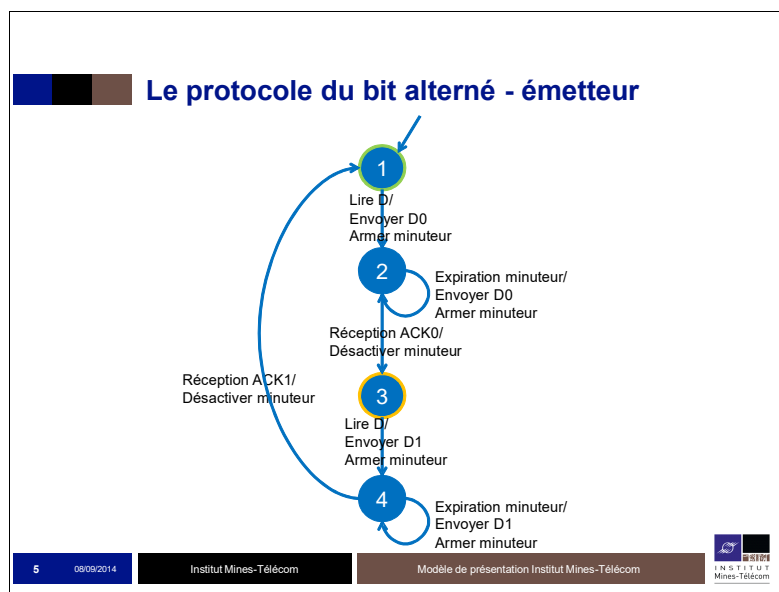 Le protocole du bit alterné - émetteur
1
Lire D/
Envoyer D0
Armer minuteur
2
Expiration minuteur/
Envoyer D0
Armer minuteur
Réception ACK0/
Désactiver minuteur
Réception ACK1/
Désactiver minuteur
3
Lire D/
Envoyer D1
Armer minuteur
4
Expiration minuteur/
Envoyer D1
Armer minuteur
5
08/09/2014
Institut Mines-Télécom
Modèle de présentation Institut Mines-Télécom
INSTITUT
Mines-Télécom